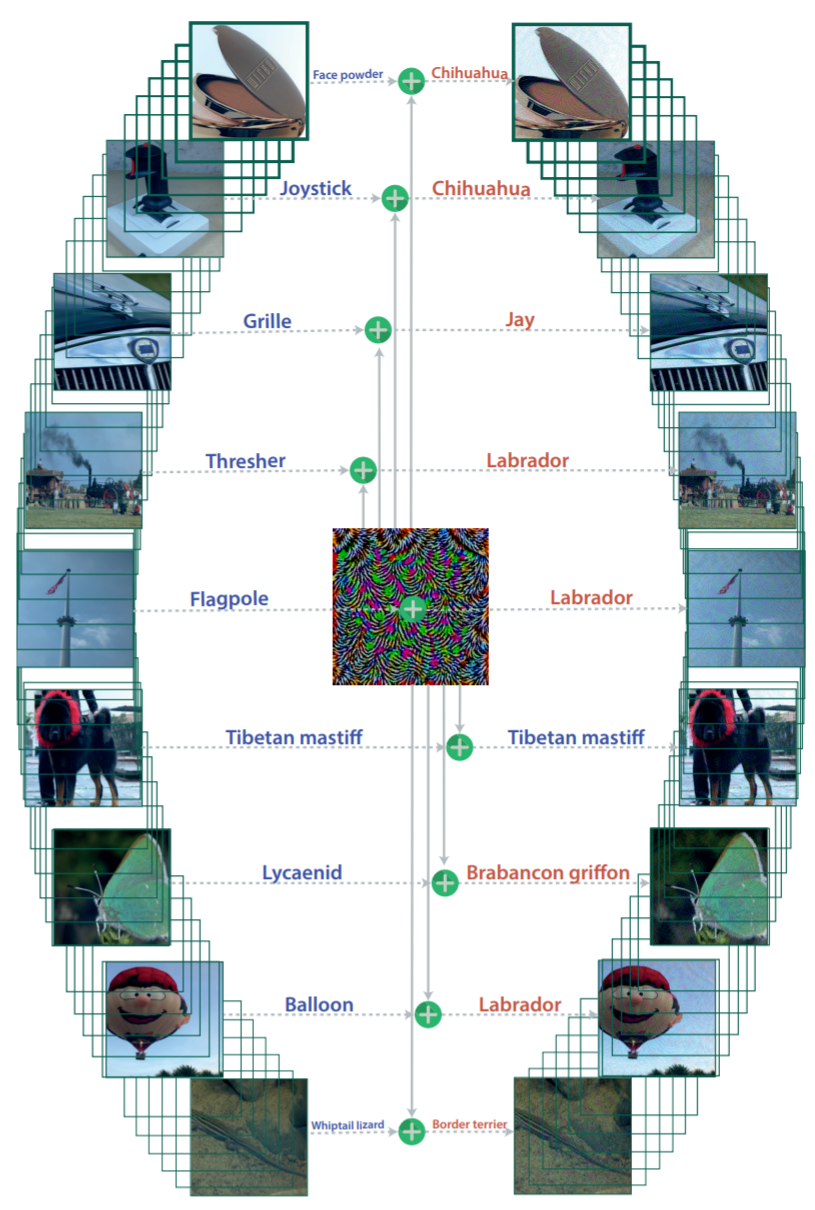 Face powder
Chihuahua
Joystick
Chihuahua
Grille
Jay
Thresher
Labrador
Flagpole
Labrador
Tibetan mastiff
Tibetan mastiff
Lycaenid
Brabancon griffon
Balloon
Labrador
Whiptail lizard
Border terrier